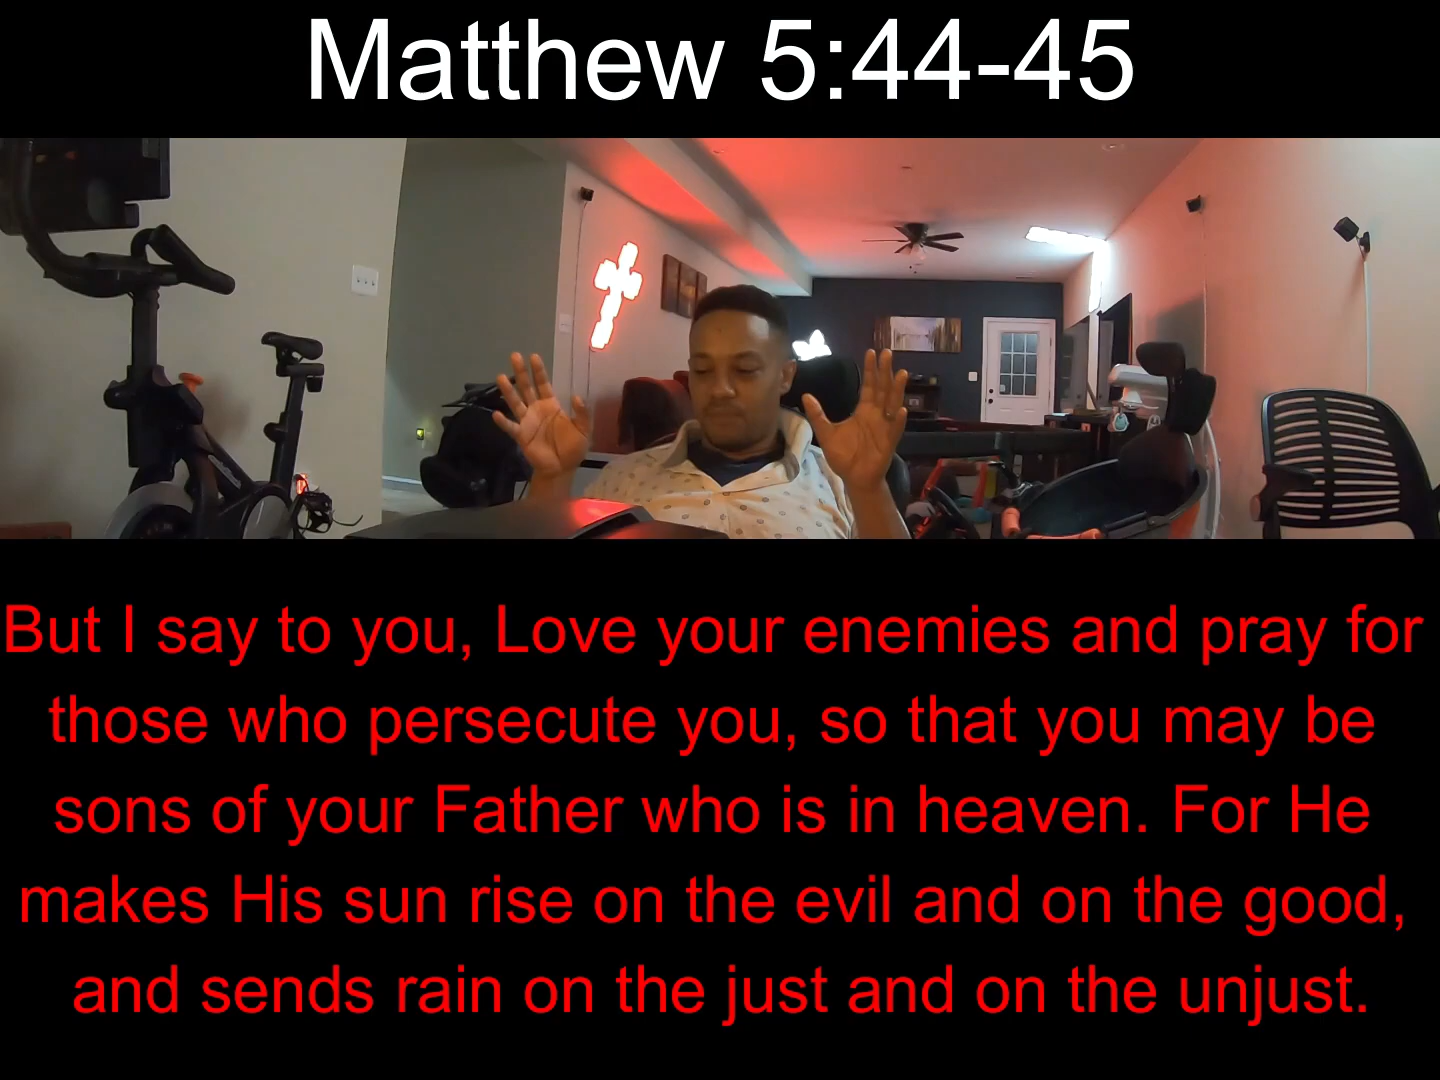 Matthew 5:44-45
But I say to you, Love your enemies and pray for
those who persecute you, so that you may be
sons of your Father who is in heaven. For He
makes His sun rise on the evil and on the good,
and sends rain on the just and on the unjust.